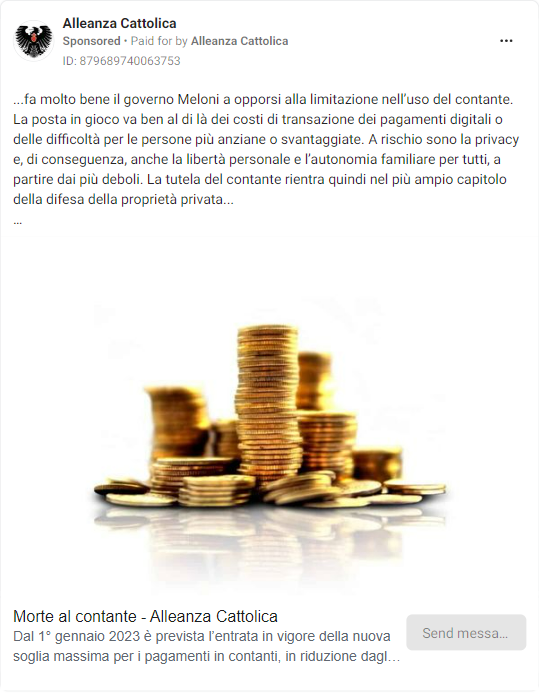 Alleanza Cattolica
Sponsored • Paid for by Alleanza Cattolica
ID: 879689740063753
...fa molto bene il governo Meloni a opporsi alla limitazione nell’uso del contante.
La posta in gioco va ben al di là dei costi di transazione dei pagamenti digitali o
delle difficoltà per le persone più anziane o svantaggiate. A rischio sono la privacy
e, di conseguenza, anche la libertà personale e l’autonomia familiare per tutti, a
partire dai più deboli. La tutela del contante rientra quindi nel più ampio capitolo
della difesa della proprietà privata...
...
Morte al contante - Alleanza Cattolica
Dal 1° gennaio 2023 è prevista l’entrata in vigore della nuova
soglia massima per i pagamenti in contanti, in riduzione dagl...
Send messa...